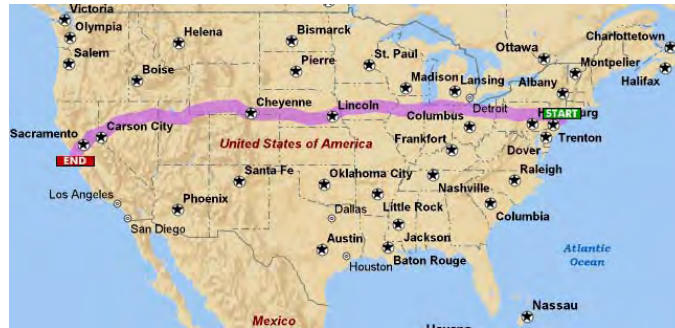 Victoria
Olympia
Salem
Helena
Boise
Bismarck
Pierre
St. Paul
Madison
Lansing
Detroit
Ottawa
Albany
Montpelier
Charlottetown
Halifax
START
Trenton
Dover
Columbus
Lincoln
Cheyenne
Carson City
Sacramento
END
United States of America
Frankfort
Raleigh
Nashville
Columbia
Oklahoma City
Little Rock
Santa Fe
Phoenix
Los Angeles
San Diego
Dallas
Austin
Houston
Jackson
Baton Rouge
Atlantic
Ocean
Nassau
Mexico